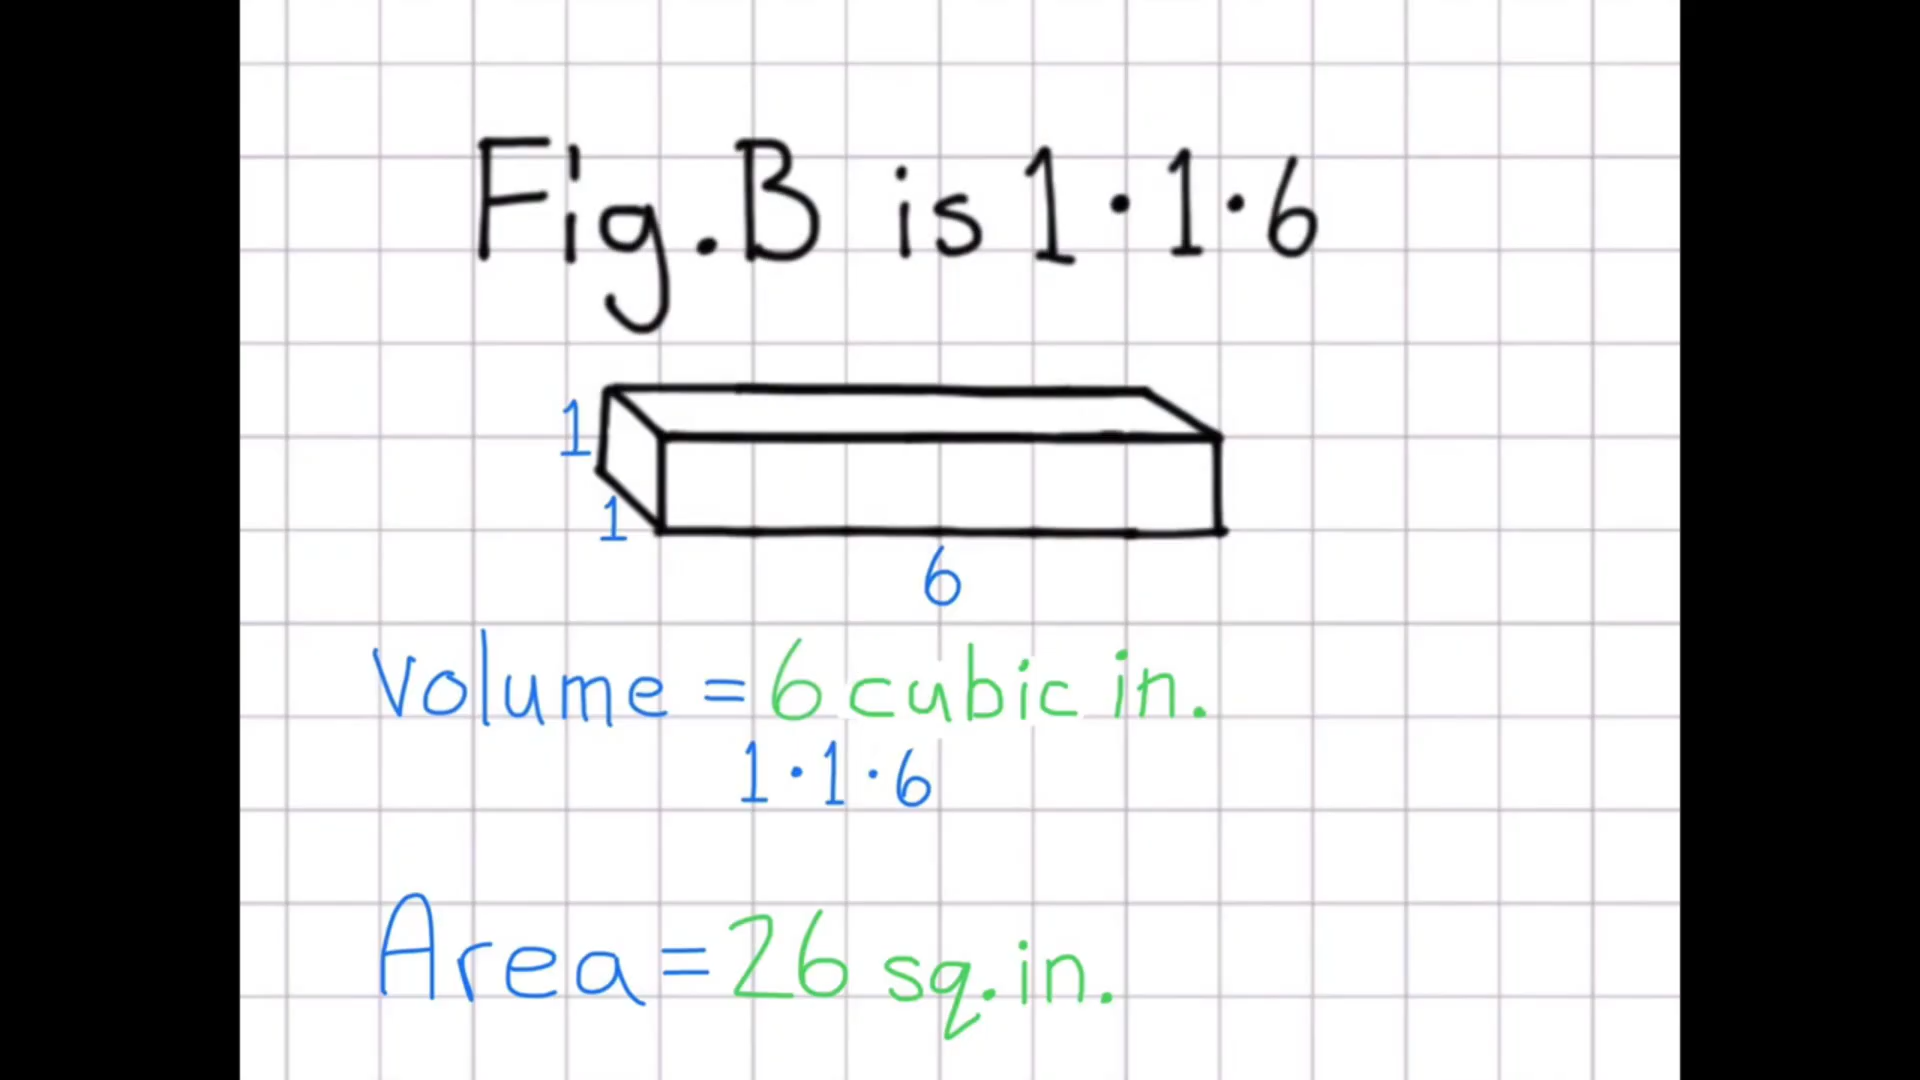 Fig. B is 1·1·6
1
1
6
Volume = 6 cubic in.
1·1·6
Area = 26 sq. in.